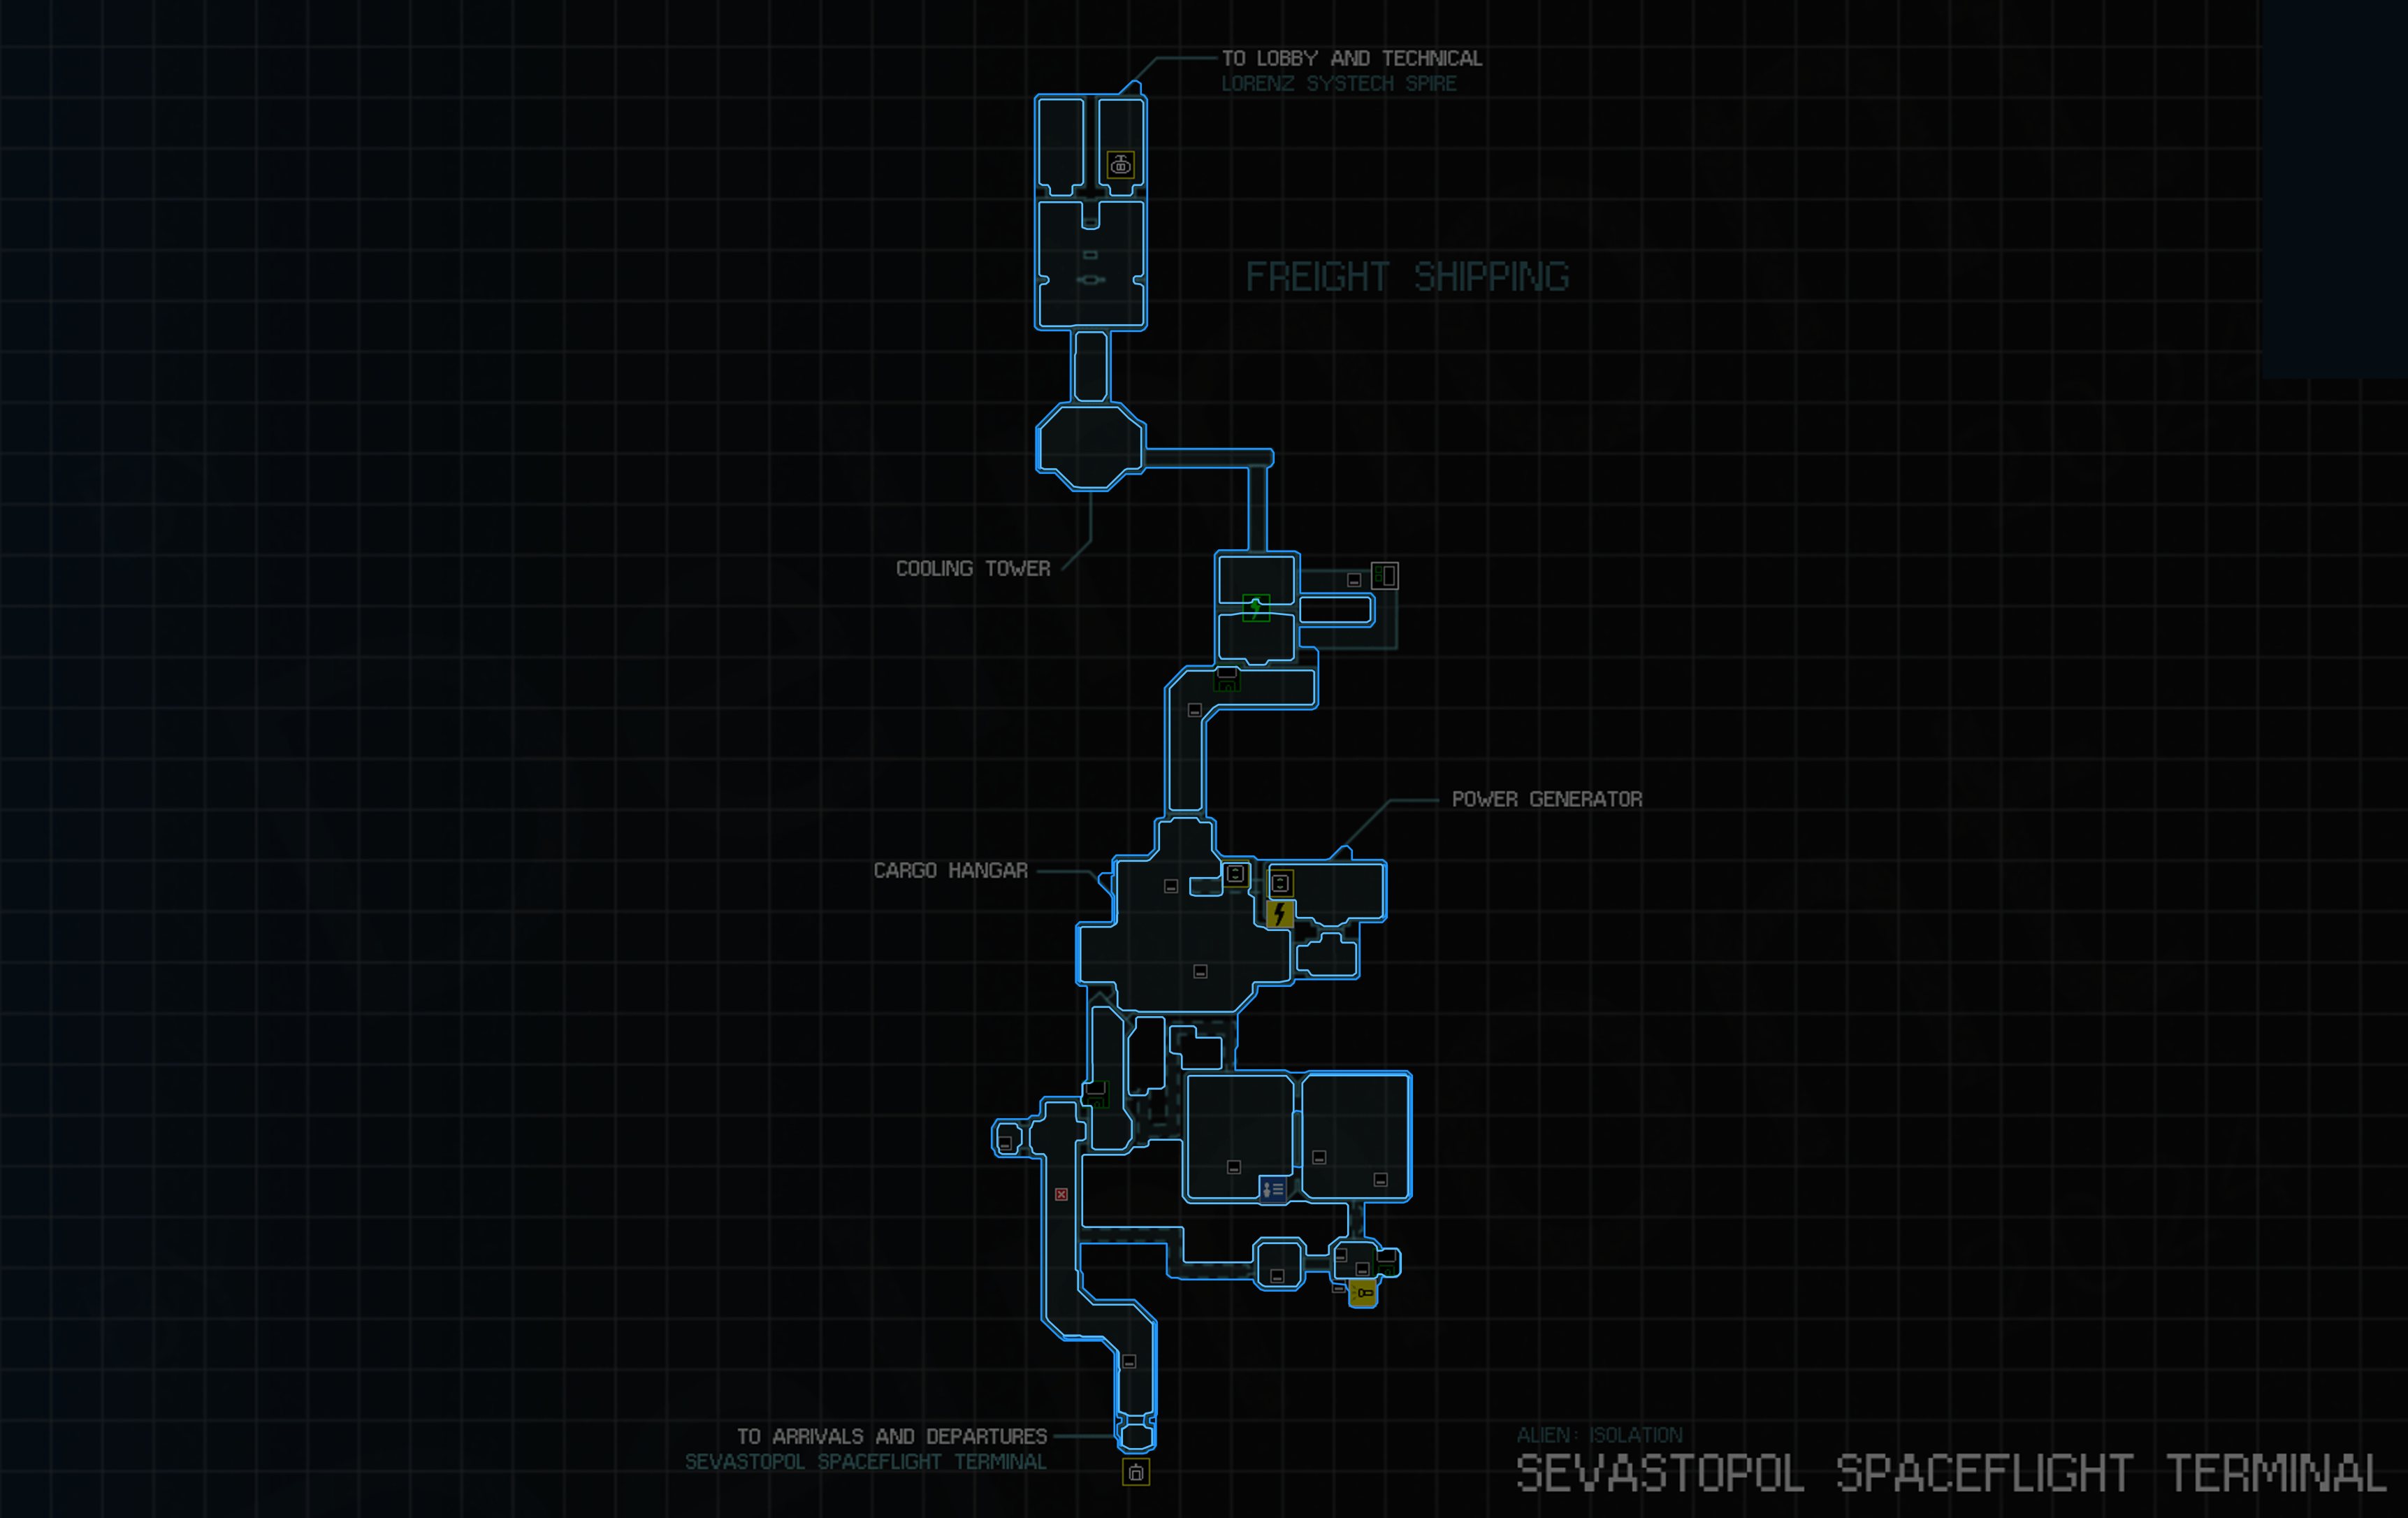 TO LOBBY AND TECHNICAL
LORENZ SYSTECH SPIRE
FREIGHT SHIPPING
COOLING TOWER
POWER GENERATOR
CARGO HANGAR
TO ARRIVALS AND DEPARTURES
SEVASTOPOL SPACEFLIGHT TERMINAL
ALIEN: ISOLATION
SEVASTOPOL SPACEFLIGHT TERMINAL